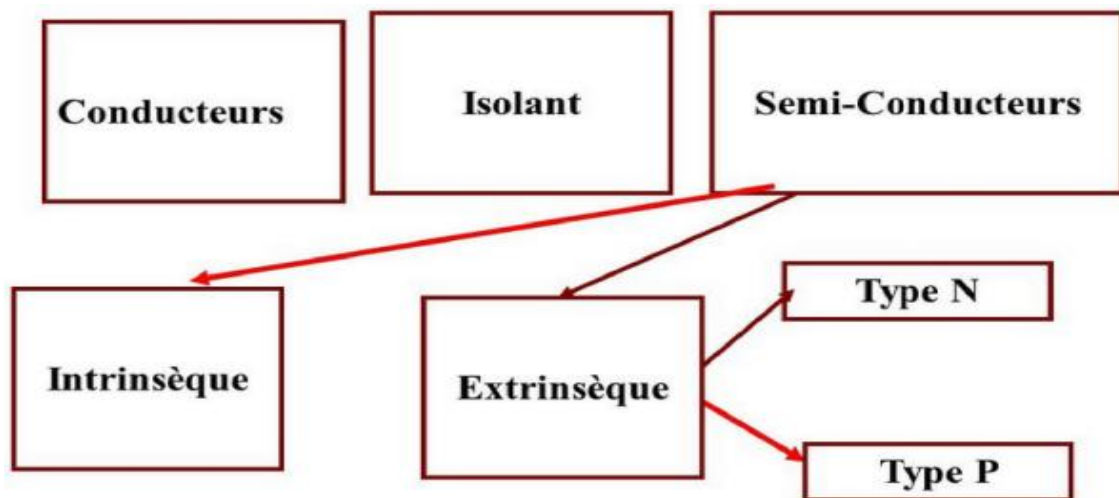 Conducteurs
Isolant
Semi-Conducteurs
Intrinsèque
Extrinsèque
Type N
Type P